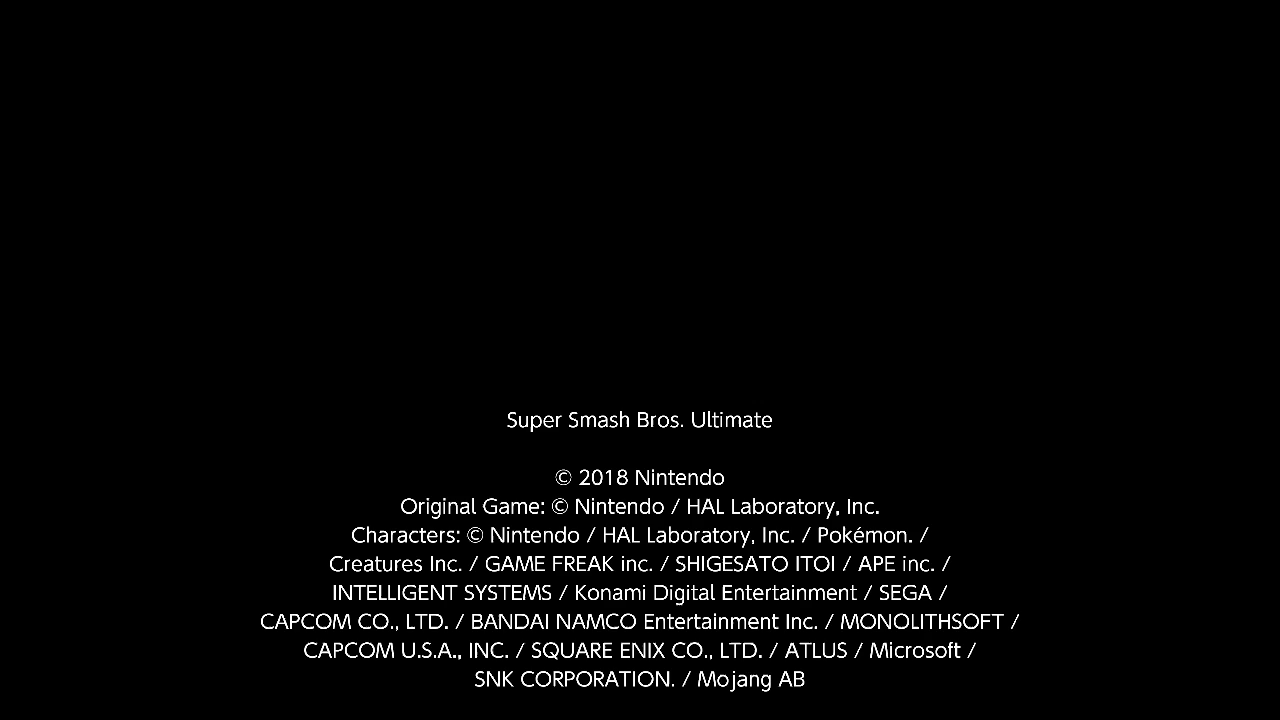 Super Smash Bros. Ultimate
© 2018 Nintendo
Original Game: © Nintendo / HAL Laboratory, Inc.
Characters: © Nintendo / HAL Laboratory, Inc. / Pokémon. /
Creatures Inc. / GAME FREAK inc. / SHIGESATO ITOI / APE inc. /
INTELLIGENT SYSTEMS / Konami Digital Entertainment / SEGA /
CAPCOM CO., LTD. / BANDAI NAMCO Entertainment Inc. / MONOLITHSOFT /
CAPCOM U.S.A., INC. / SQUARE ENIX CO., LTD. / ATLUS / Microsoft /
SNK CORPORATION. / Mojang AB